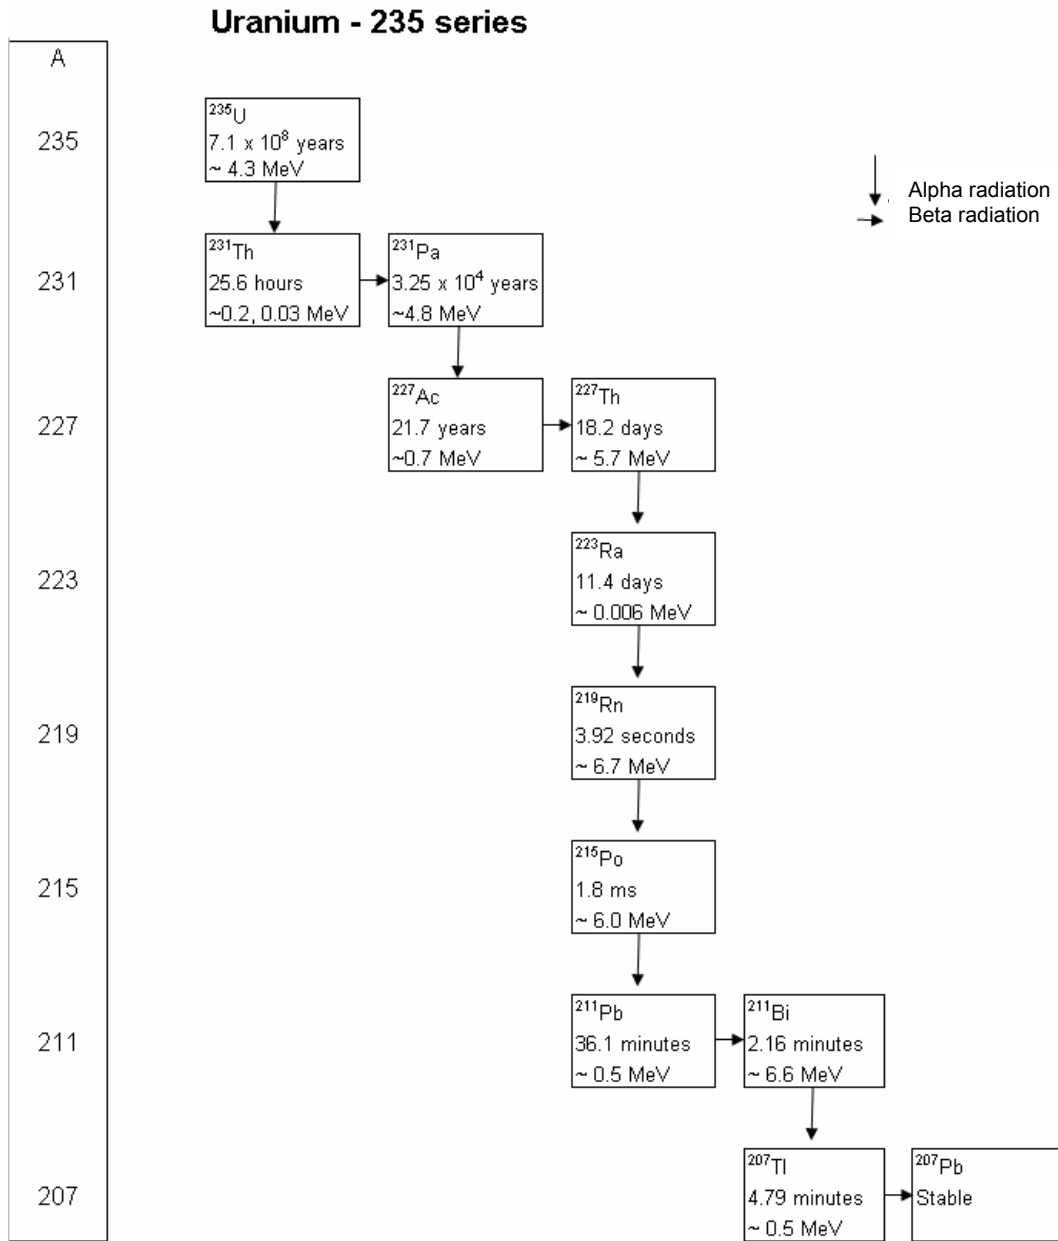 Uranium - 235 series
A
235
²³⁵U
7.1 x 10⁸ years
~ 4.3 MeV
Alpha radiation
Beta radiation
231
²³¹Th
25.6 hours
~0.2, 0.03 MeV
²³¹Pa
3.25 x 10⁴ years
~4.8 MeV
227
²²⁷Ac
21.7 years
~0.7 MeV
²²⁷Th
18.2 days
~ 5.7 MeV
223
²²³Ra
11.4 days
~ 0.006 MeV
219
²¹⁹Rn
3.92 seconds
~ 6.7 MeV
215
²¹⁵Po
1.8 ms
~ 6.0 MeV
211
²¹¹Pb
36.1 minutes
~ 0.5 MeV
²¹¹Bi
2.16 minutes
~ 6.6 MeV
207
²⁰⁷Tl
4.79 minutes
~ 0.5 MeV
²⁰⁷Pb
Stable